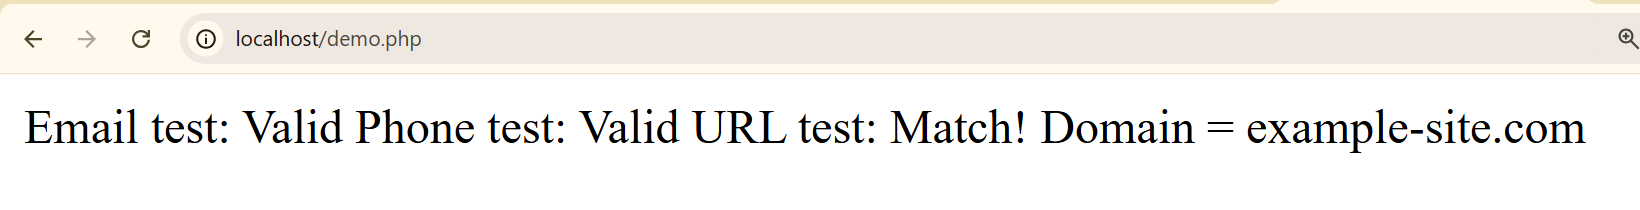 localhost/demo.php
Email test: Valid Phone test: Valid URL test: Match! Domain = example-site.com